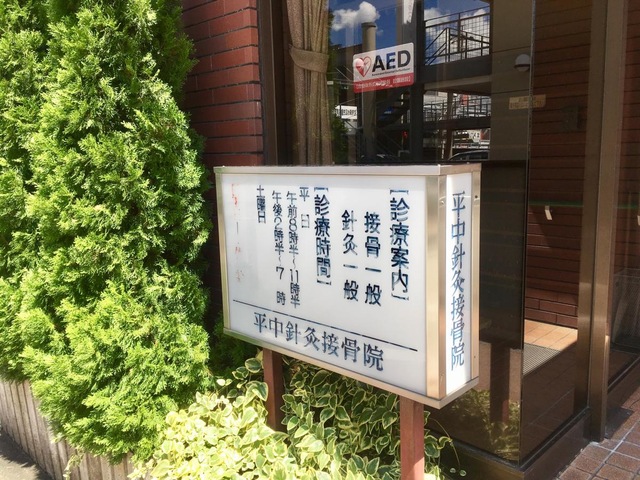 AED
[診療案内]
接骨一般
針灸一般
[診療時間]
平日
午前8時半-11時半
午後2時半-7時
土曜日
平中針灸接骨院
平中針灸接骨院